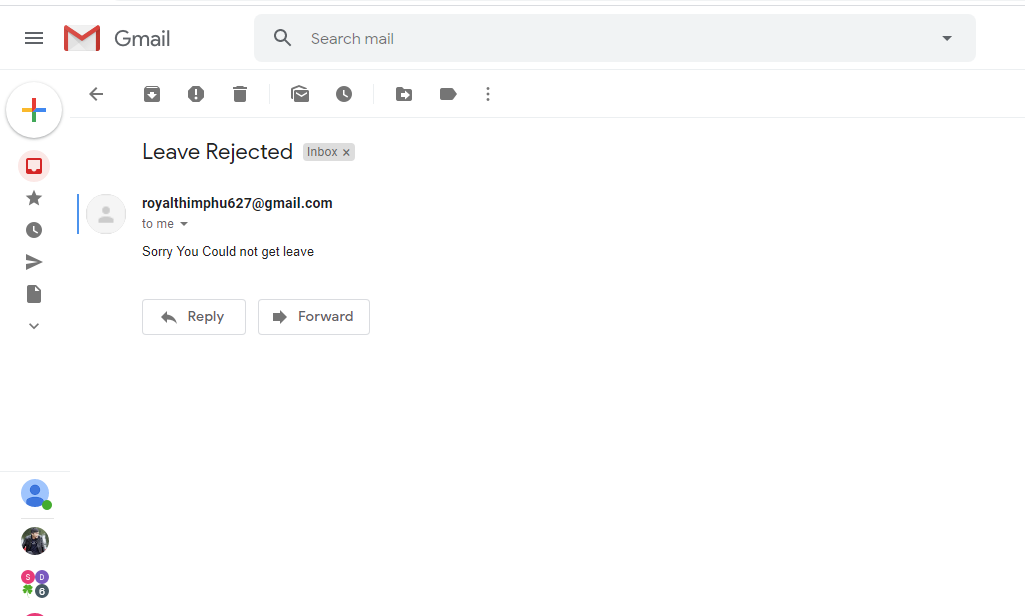 Gmail
Search mail
Leave Rejected Inbox ×
royalthimphu627@gmail.com
to me
Sorry You Could not get leave
Reply Forward
S D
6